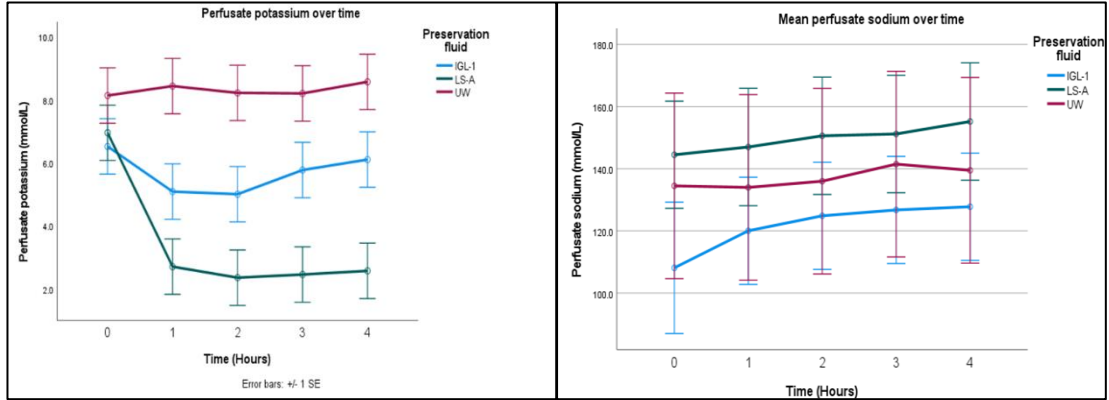 Perfusate potassium over time
Preservation
fluid
IGL-1
LS-A
UW
Perfusate potassium (mmol/L)
10.0
8.0
6.0
4.0
2.0
0 1 2 3 4
Time (Hours)
Error bars: +/- 1 SE
Mean perfusate sodium over time
Preservation
fluid
IGL-1
LS-A
UW
Perfusate sodium (mmol/L)
180.0
160.0
140.0
120.0
100.0
0 1 2 3 4
Time (Hours)